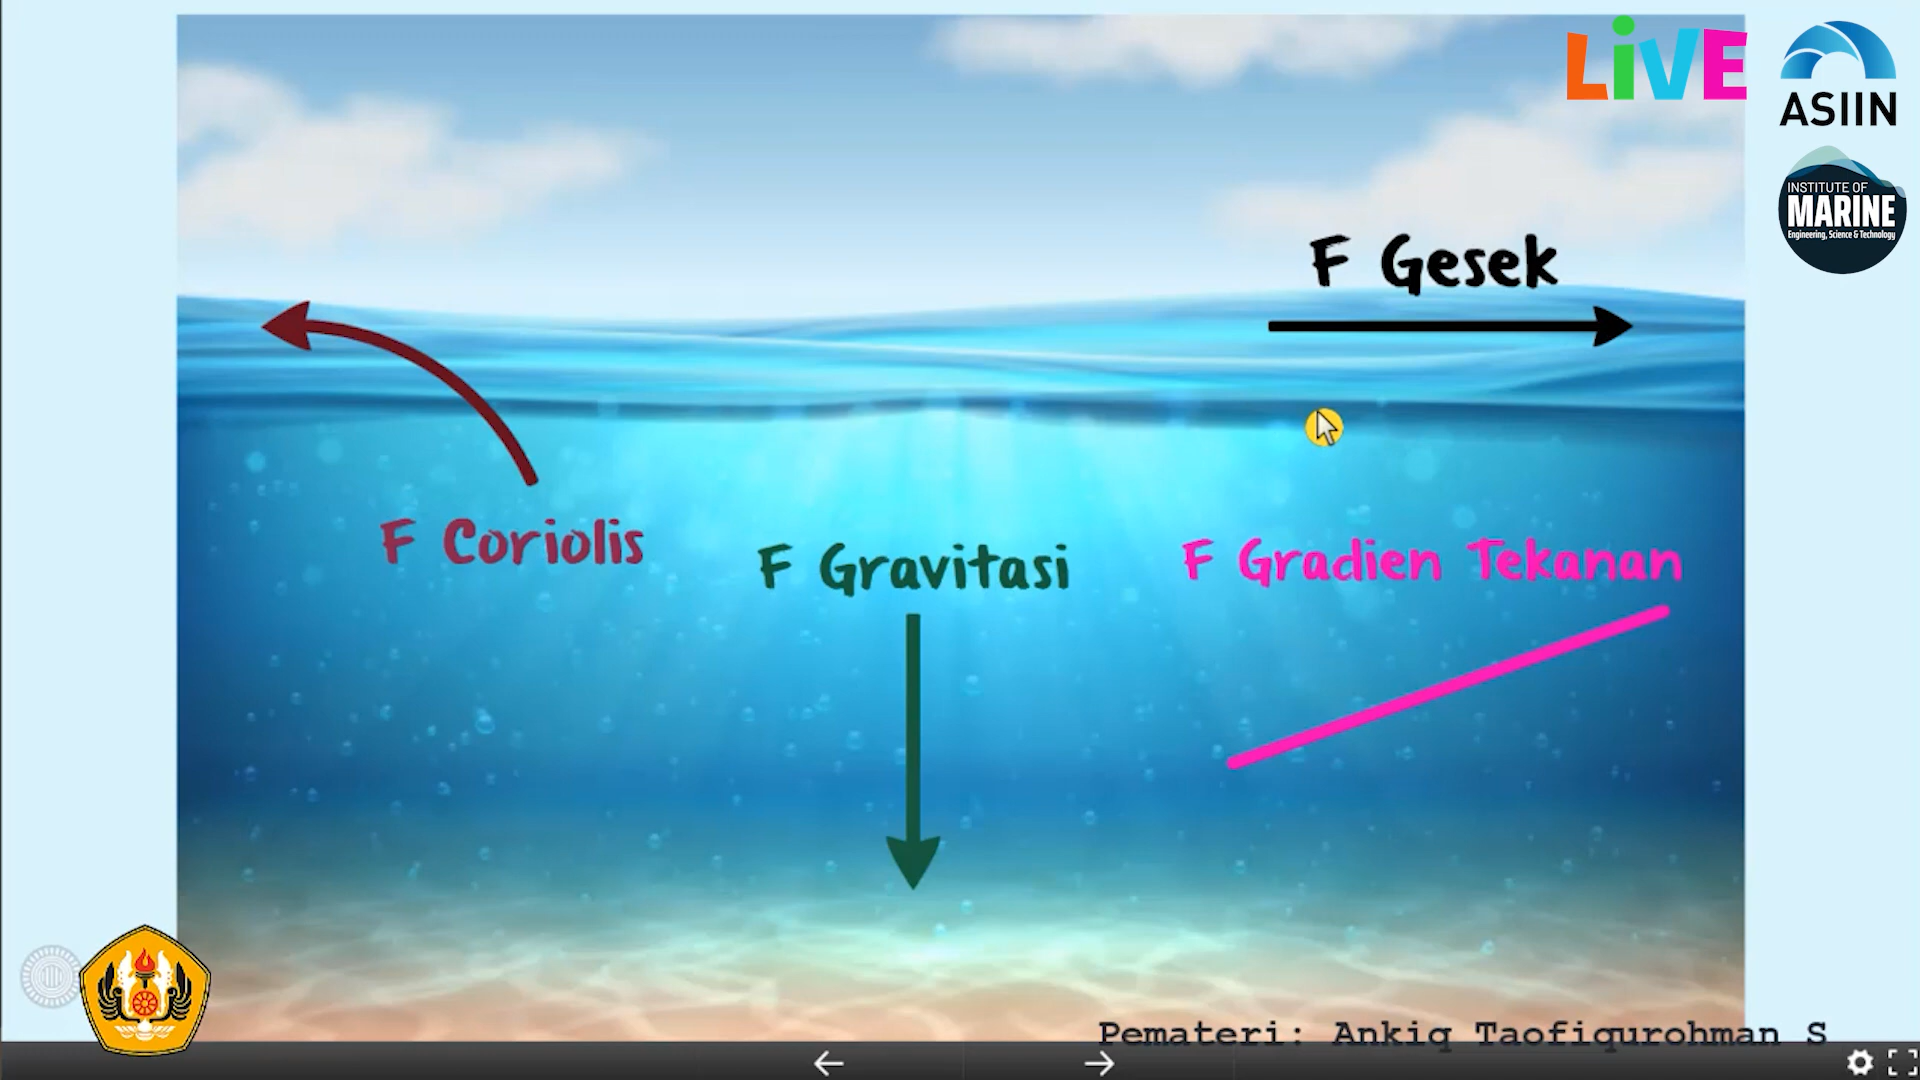 LiVE
ASIIN
INSTITUTE OF
MARINE
Engineering, Science & Technology
F Gesek
F Coriolis
F Gravitasi
F Gradien Tekanan
Pemateri: Ankiq Taofiqurohman S